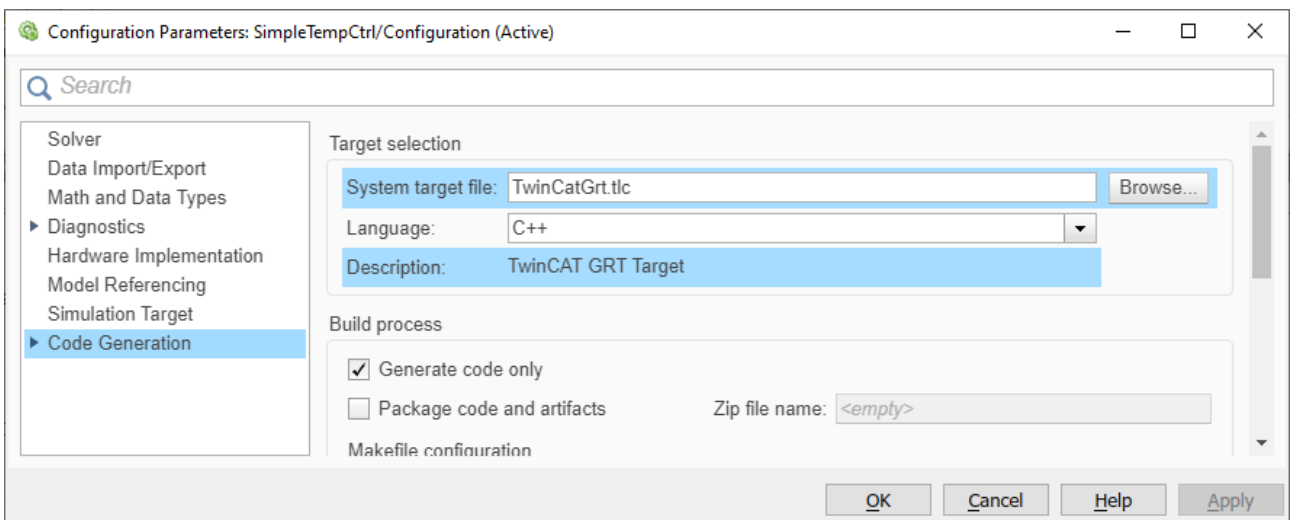 Configuration Parameters: SimpleTempCtrl/Configuration (Active)
Search
Solver
Data Import/Export
Math and Data Types
Diagnostics
Hardware Implementation
Model Referencing
Simulation Target
Code Generation
Target selection
System target file: TwinCatGrt.tlc Browse...
Language: C++
Description: TwinCAT GRT Target
Build process
Generate code only
Package code and artifacts Zip file name: <empty>
Makefile configuration
OK Cancel Help Apply